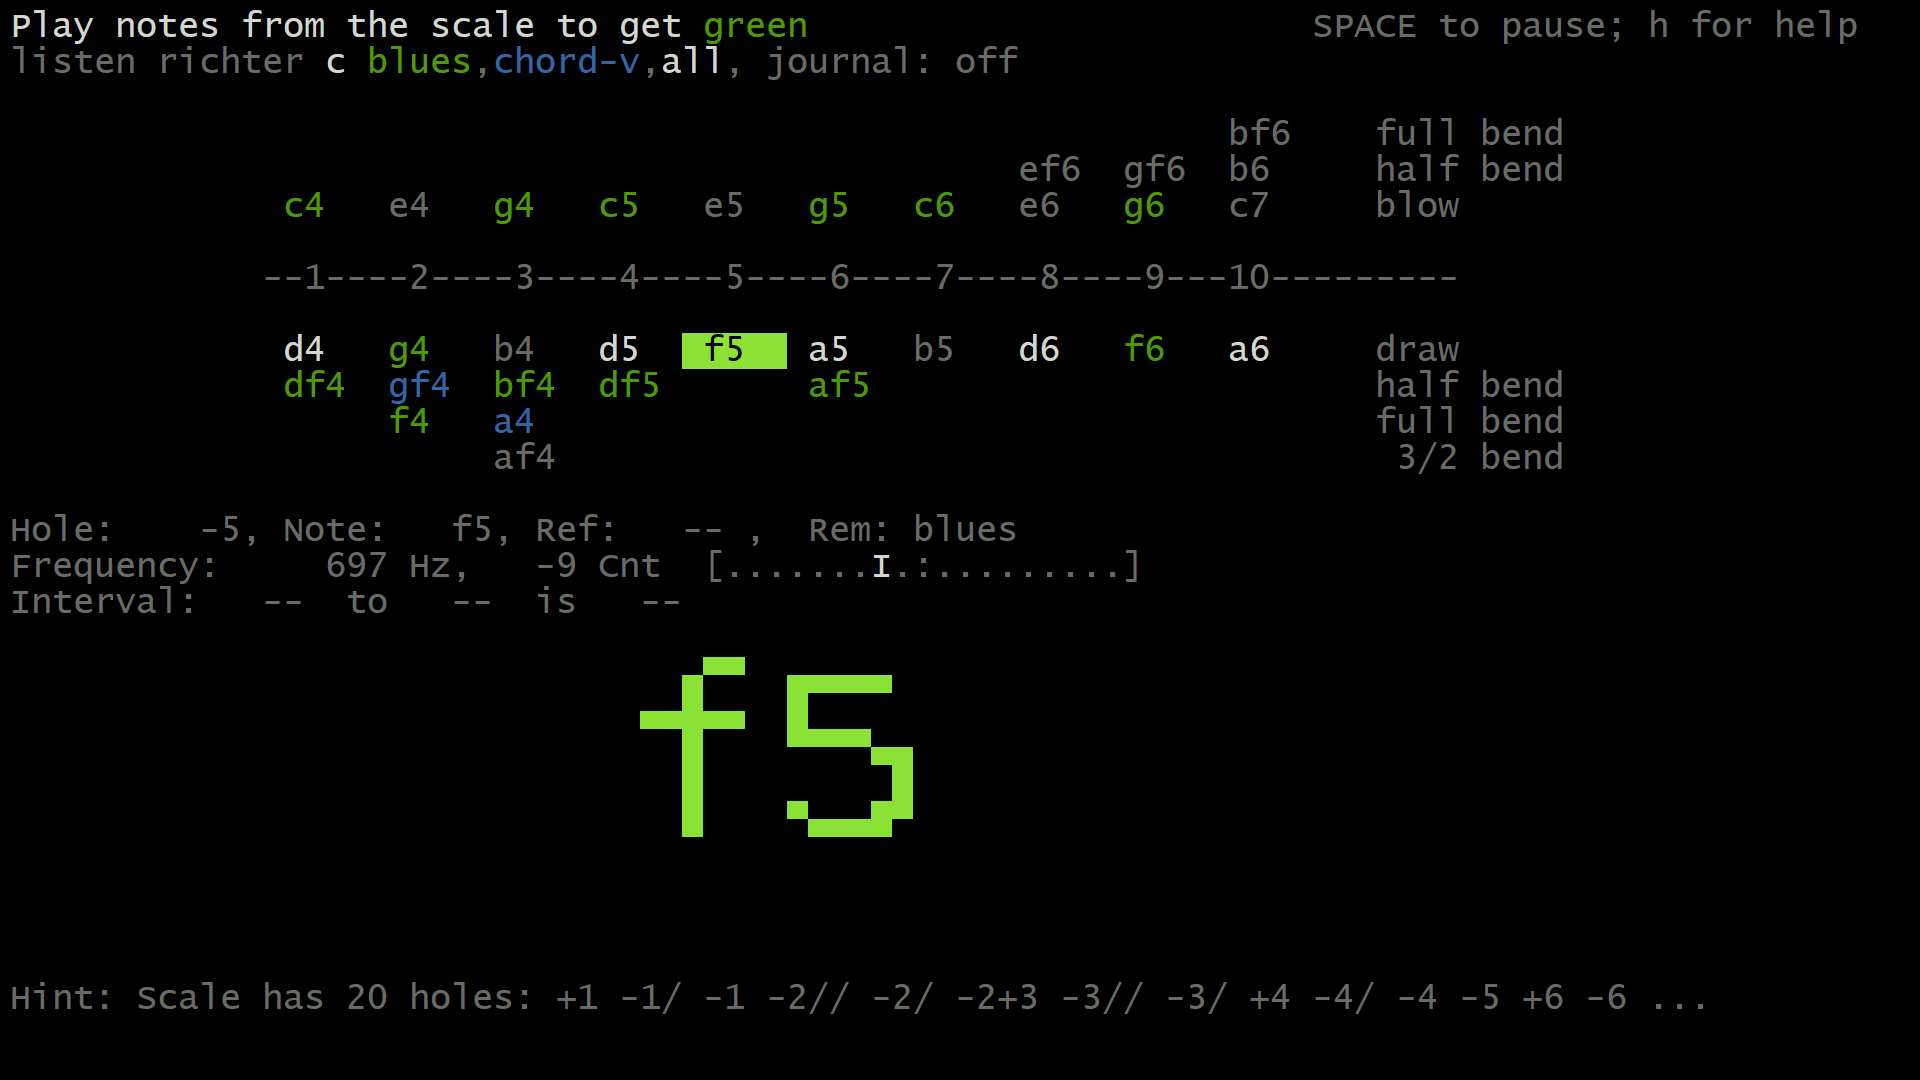 Play notes from the scale to get green SPACE to pause; h for help
listen richter c blues,chord-v,all, journal: off
bf6 full bend
ef6 gf6 b6 half bend
c4 e4 g4 c5 e5 g5 c6 e6 g6 c7 blow
--1----2----3----4----5----6----7----8----9---10---------
d4 g4 b4 d5 f5 a5 b5 d6 f6 a6 draw
df4 gf4 bf4 df5 af5 half bend
f4 a4 full bend
af4 3/2 bend
Hole: -5, Note: f5, Ref: -- , Rem: blues
Frequency: 697 Hz, -9 Cnt [.......I.:.........]
Interval: -- to -- is --
f5
Hint: Scale has 20 holes: +1 -1/ -1 -2// -2/ -2+3 -3// -3/ +4 -4/ -4 -5 +6 -6 ...